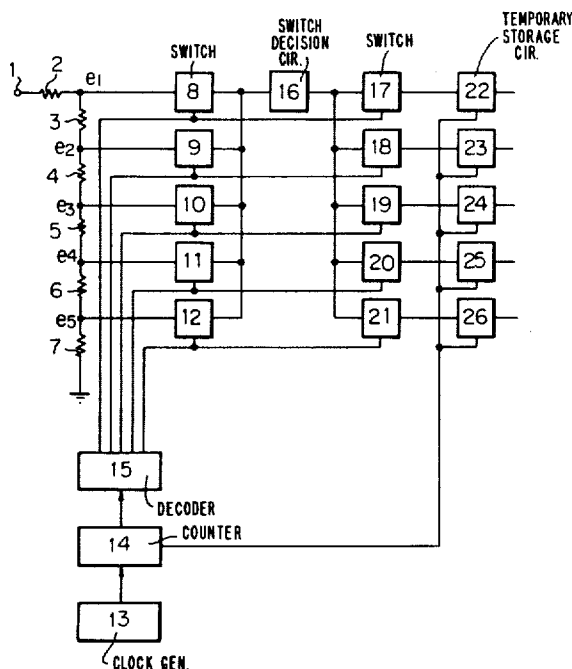 TEMPORARY
STORAGE
CIR.
SWITCH
SWITCH
DECISION
CIR.
SWITCH
1
2
e1
8
16
17
22
3
e2
9
18
23
4
e3
10
19
24
5
e4
11
20
25
6
e5
12
21
26
7
15
DECODER
14
COUNTER
13
CLOCK GEN.